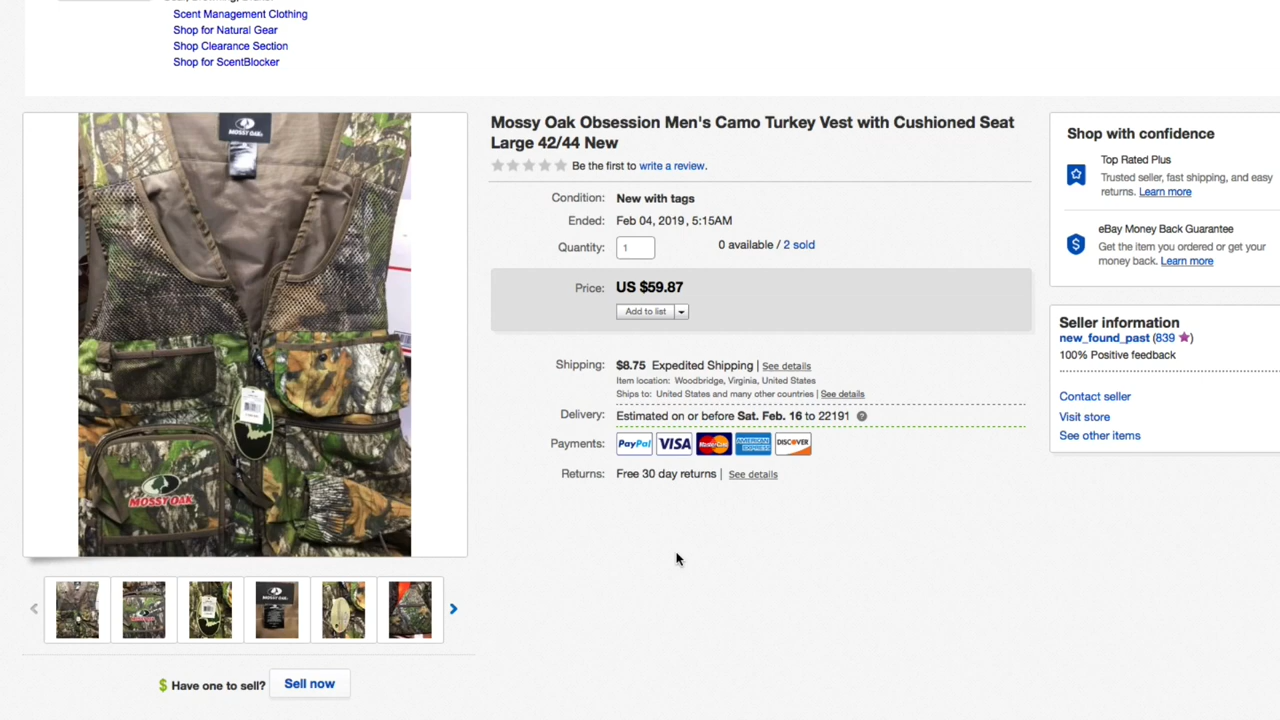 Scent Management Clothing
Shop for Natural Gear
Shop Clearance Section
Shop for ScentBlocker
MOSSY OAK
MOSSY OAK
Mossy Oak Obsession Men's Camo Turkey Vest with Cushioned Seat
Large 42/44 New
Be the first to write a review.
Condition: New with tags
Ended: Feb 04, 2019, 5:15AM
Quantity: 1 0 available / 2 sold
Price: US $59.87
Add to list
Shipping: $8.75 Expedited Shipping | See details
Item location: Woodbridge, Virginia, United States
Ships to: United States and many other countries | See details
Delivery: Estimated on or before Sat. Feb. 16 to 22191 ?
Payments: PayPal VISA MasterCard AMERICAN EXPRESS DISCOVER
Returns: Free 30 day returns | See details
Shop with confidence
Top Rated Plus
Trusted seller, fast shipping, and easy
returns. Learn more
$ eBay Money Back Guarantee
Get the item you ordered or get your
money back. Learn more
Seller information
new_found_past (839)
100% Positive feedback
Contact seller
Visit store
See other items
$ Have one to sell? Sell now